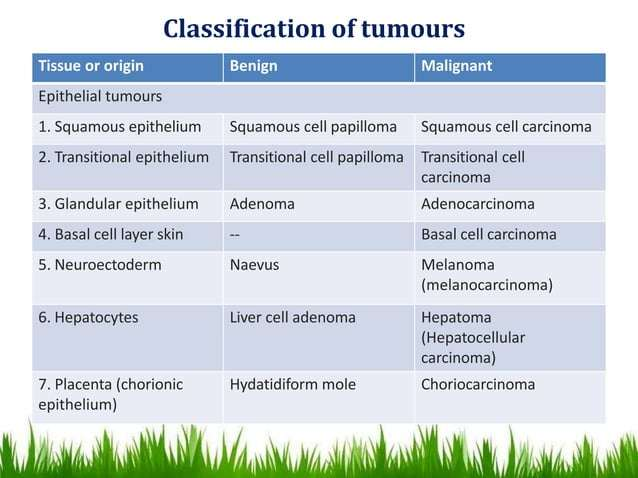 Classification of tumours
Tissue or origin Benign Malignant
Epithelial tumours
1. Squamous epithelium Squamous cell papilloma Squamous cell carcinoma
2. Transitional epithelium Transitional cell papilloma Transitional cell
carcinoma
3. Glandular epithelium Adenoma Adenocarcinoma
4. Basal cell layer skin -- Basal cell carcinoma
5. Neuroectoderm Naevus Melanoma
(melanocarcinoma)
6. Hepatocytes Liver cell adenoma Hepatoma
(Hepatocellular
carcinoma)
7. Placenta (chorionic Hydatidiform mole Choriocarcinoma
epithelium)